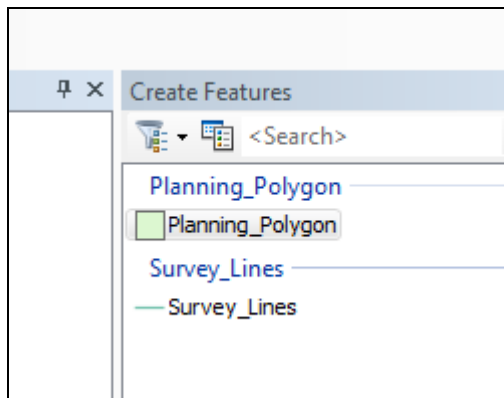 Create Features
<Search>
Planning_Polygon
Planning_Polygon
Survey_Lines
Survey_Lines